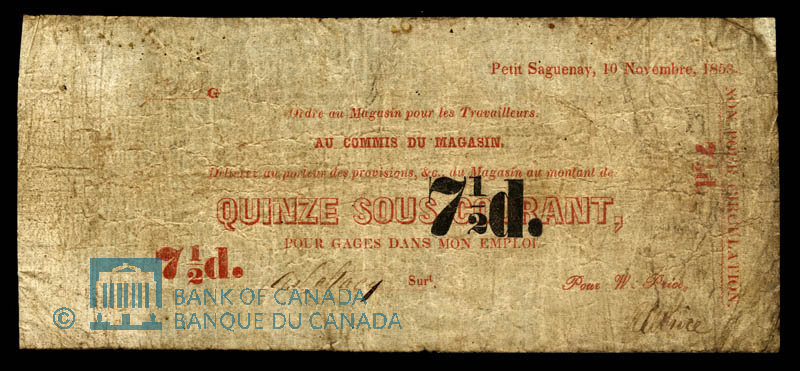 Petit Saguenay, 10 Novembre, 1853.
G
Ordre au Magasin pour les Travailleurs.
AU COMMIS DU MAGASIN.
Délivrez au porteur des provisions, &c., du Magasin au montant de
7½d.
QUINZE SOUS COURANT,
POUR GAGES DANS MON EMPLOI.
7½d.
Surt.
Pour W. Price,
NON POUR CIRCULATION
7½d
© BANK OF CANADA
BANQUE DU CANADA